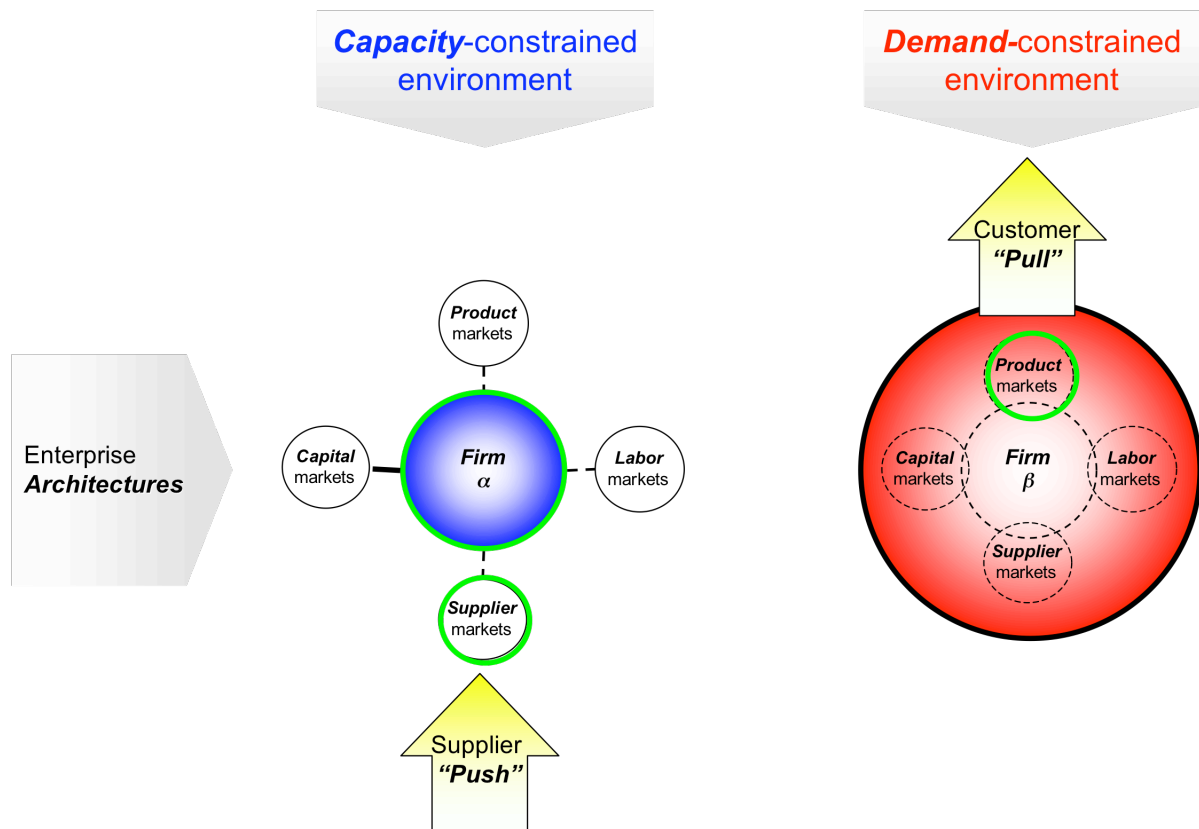 Capacity-constrained
environment
Demand-constrained
environment
Customer
“Pull”
Product
markets
Product
markets
Enterprise
Architectures
Capital
markets
Firm
α
Labor
markets
Capital
markets
Firm
β
Labor
markets
Supplier
markets
Supplier
markets
Supplier
“Push”